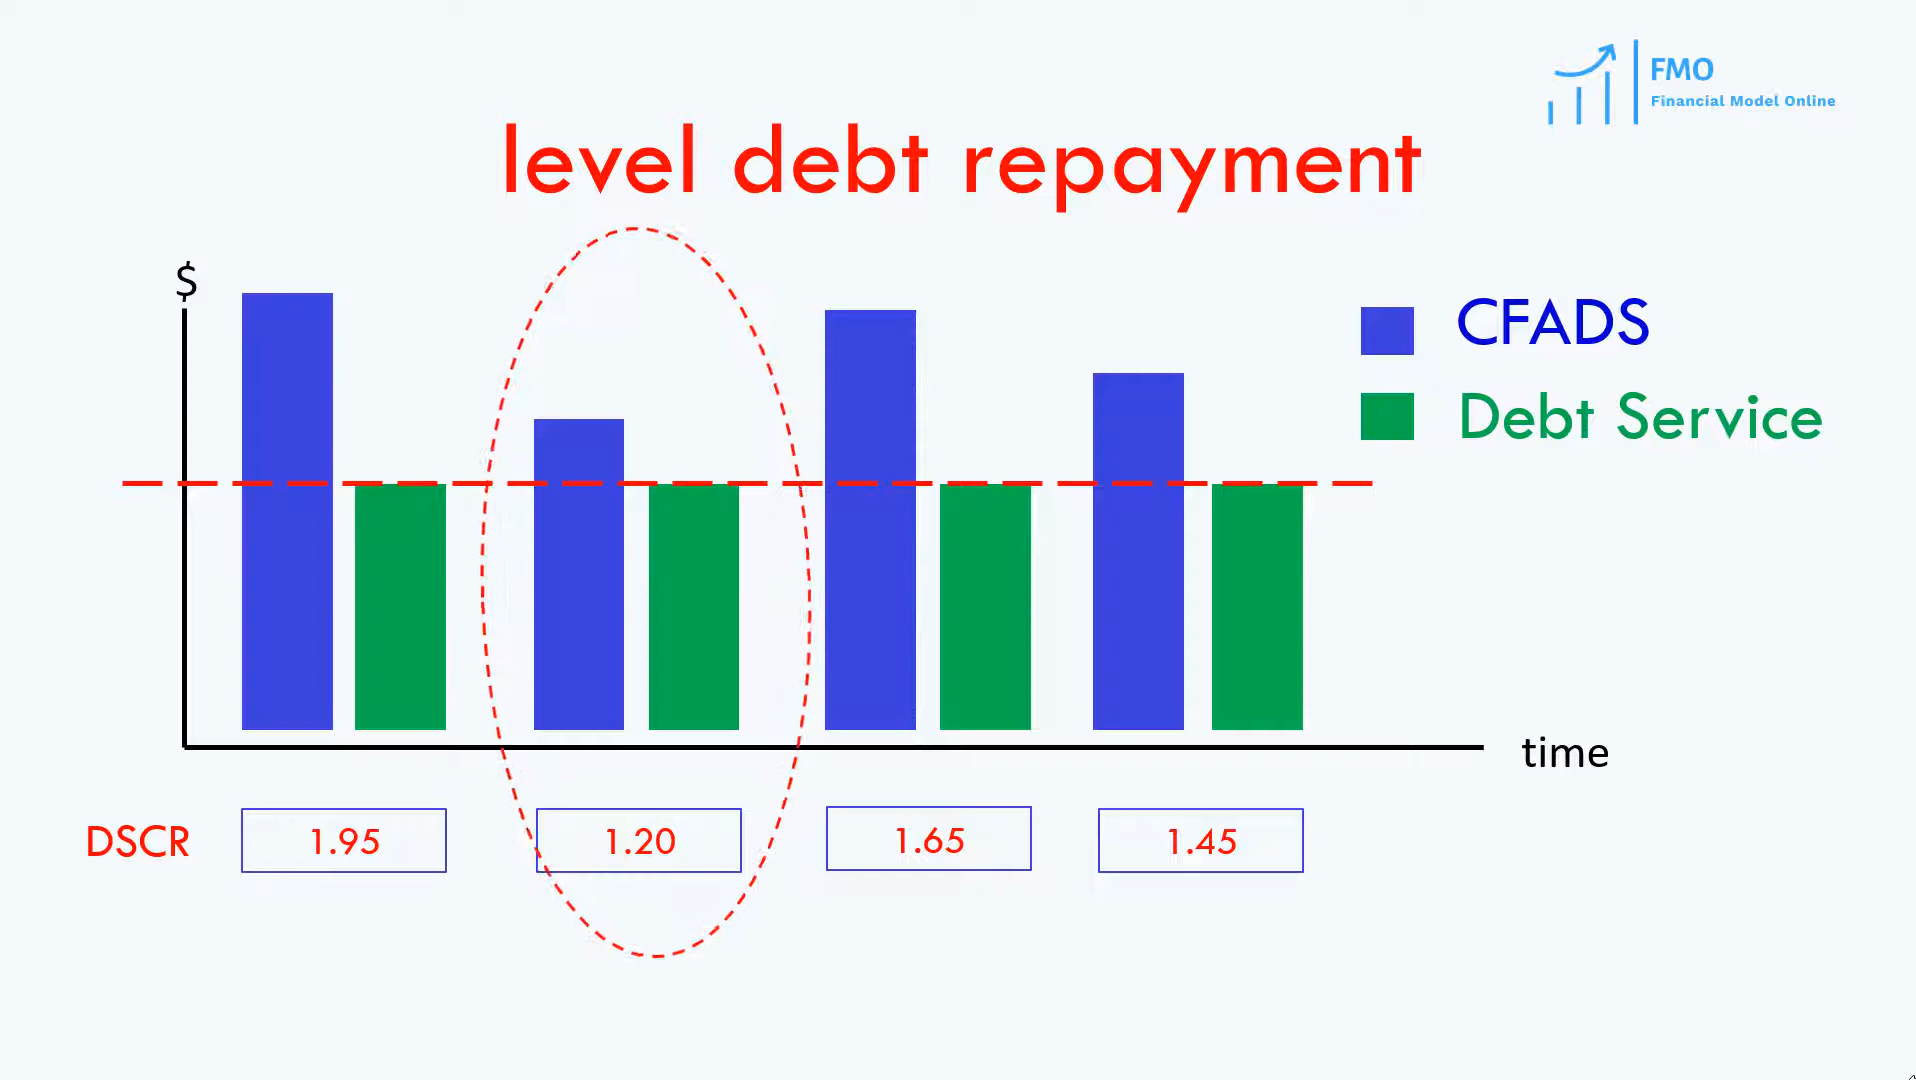 FMO
Financial Model Online
level debt repayment
$
CFADS
Debt Service
time
DSCR 1.95 1.20 1.65 1.45